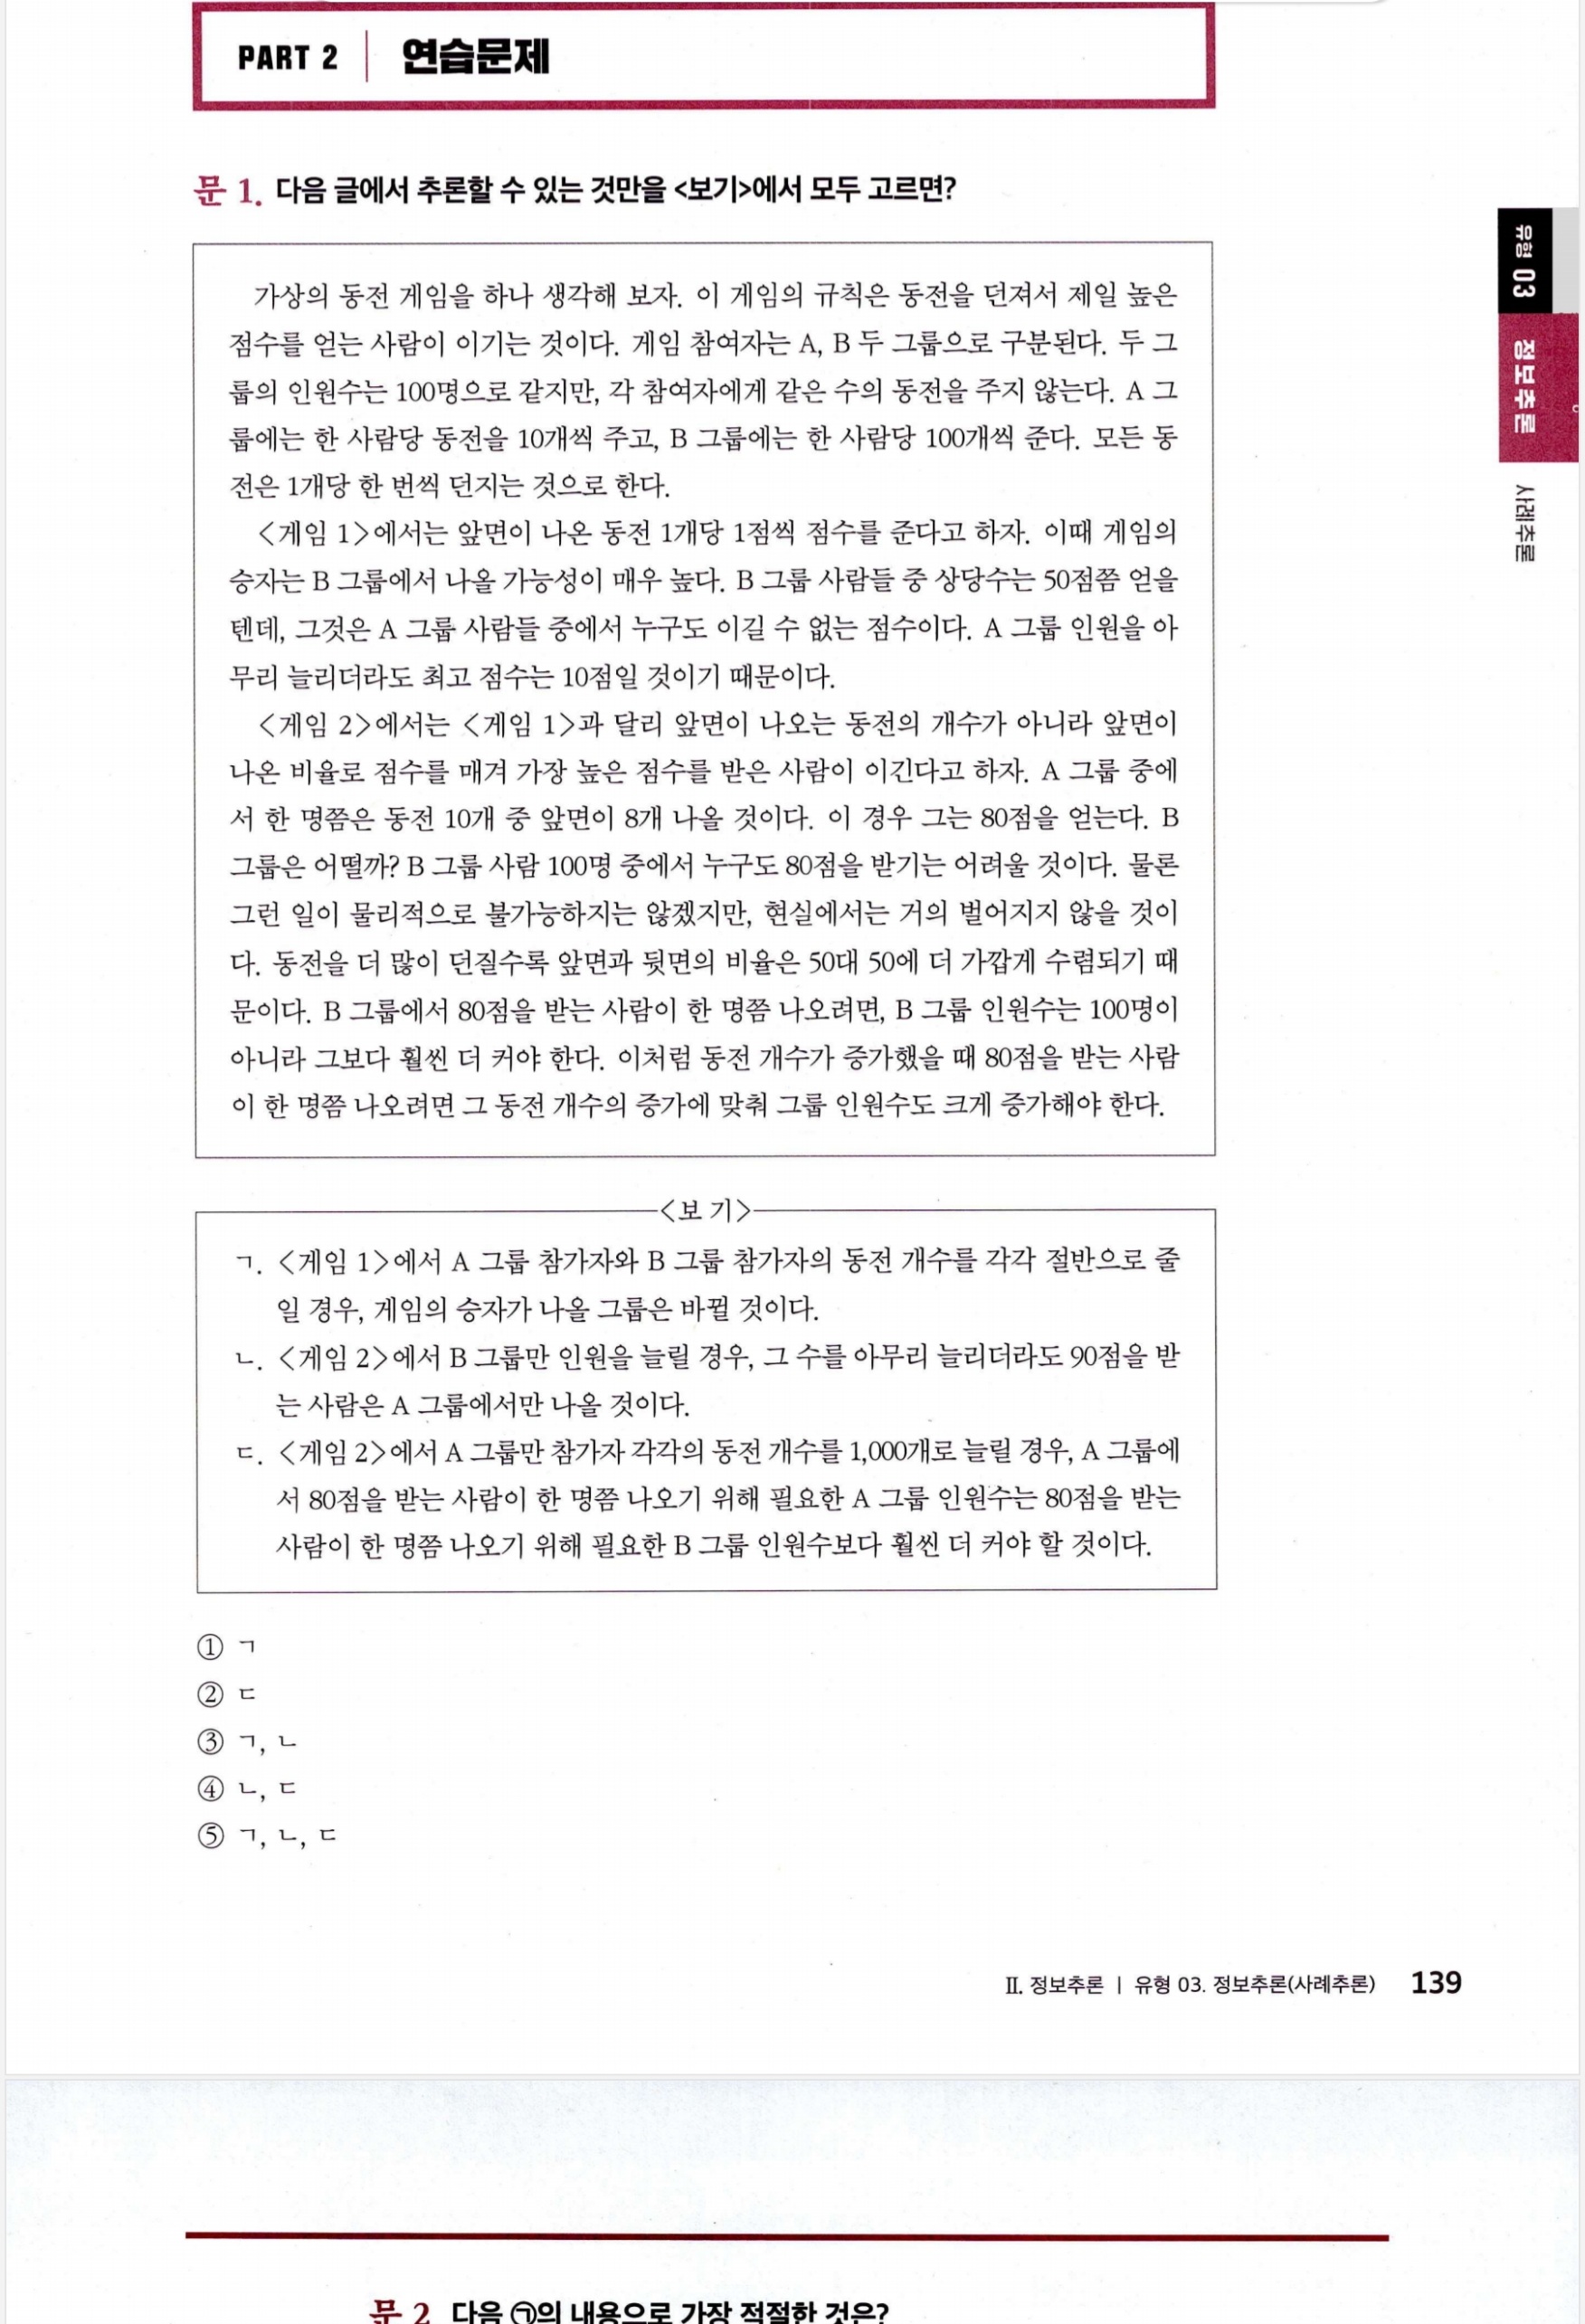 PART 2 연습문제
문 1. 다음 글에서 추론할 수 있는 것만을 <보기>에서 모두 고르면?
유형 03
정보추론
사례추론
가상의 동전 게임을 하나 생각해 보자. 이 게임의 규칙은 동전을 던져서 제일 높은
점수를 얻는 사람이 이기는 것이다. 게임 참여자는 A, B 두 그룹으로 구분된다. 두 그
룹의 인원수는 100명으로 같지만, 각 참여자에게 같은 수의 동전을 주지 않는다. A 그
룹에는 한 사람당 동전을 10개씩 주고, B 그룹에는 한 사람당 100개씩 준다. 모든 동
전은 1개당 한 번씩 던지는 것으로 한다.
<게임 1>에서는 앞면이 나온 동전 1개당 1점씩 점수를 준다고 하자. 이때 게임의
승자는 B 그룹에서 나올 가능성이 매우 높다. B 그룹 사람들 중 상당수는 50점쯤 얻을
텐데, 그것은 A 그룹 사람들 중에서 누구도 이길 수 없는 점수이다. A 그룹 인원을 아
무리 늘리더라도 최고 점수는 10점일 것이기 때문이다.
<게임 2>에서는 <게임 1>과 달리 앞면이 나오는 동전의 개수가 아니라 앞면이
나온 비율로 점수를 매겨 가장 높은 점수를 받은 사람이 이긴다고 하자. A 그룹 중에
서 한 명쯤은 동전 10개 중 앞면이 8개 나올 것이다. 이 경우 그는 80점을 얻는다. B
그룹은 어떨까? B 그룹 사람 100명 중에서 누구도 80점을 받기는 어려울 것이다. 물론
그런 일이 물리적으로 불가능하지는 않겠지만, 현실에서는 거의 벌어지지 않을 것이
다. 동전을 더 많이 던질수록 앞면과 뒷면의 비율은 50대 50에 더 가깝게 수렴되기 때
문이다. B 그룹에서 80점을 받는 사람이 한 명쯤 나오려면, B 그룹 인원수는 100명이
아니라 그보다 훨씬 더 커야 한다. 이처럼 동전 개수가 증가했을 때 80점을 받는 사람
이 한 명쯤 나오려면 그 동전 개수의 증가에 맞춰 그룹 인원수도 크게 증가해야 한다.
<보 기>
ㄱ. <게임 1>에서 A 그룹 참가자와 B 그룹 참가자의 동전 개수를 각각 절반으로 줄
일 경우, 게임의 승자가 나올 그룹은 바뀔 것이다.
ㄴ. <게임 2>에서 B 그룹만 인원을 늘릴 경우, 그 수를 아무리 늘리더라도 90점을 받
는 사람은 A 그룹에서만 나올 것이다.
ㄷ. <게임 2>에서 A 그룹만 참가자 각각의 동전 개수를 1,000개로 늘릴 경우, A 그룹에
서 80점을 받는 사람이 한 명쯤 나오기 위해 필요한 A 그룹 인원수는 80점을 받는
사람이 한 명쯤 나오기 위해 필요한 B 그룹 인원수보다 훨씬 더 커야 할 것이다.
① ㄱ
② ㄷ
③ ㄱ, ㄴ
④ ㄴ, ㄷ
⑤ ㄱ, ㄴ, ㄷ
Ⅱ. 정보추론 | 유형 03. 정보추론(사례추론) 139
문 2 다음 ㉠의 내용으로 가장 적절한 것은?